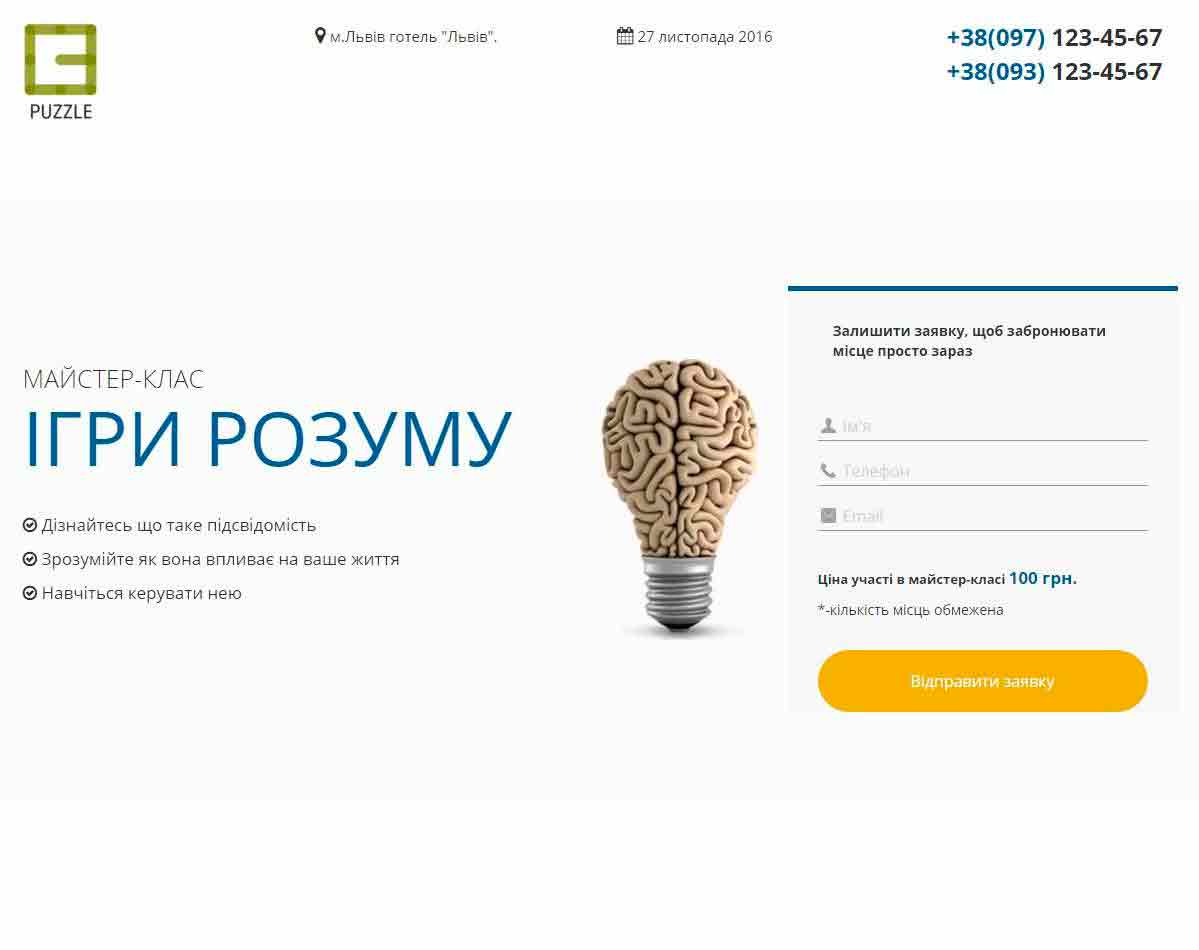 PUZZLE
м.Львів готель "Львів".
27 листопада 2016
+38(097) 123-45-67
+38(093) 123-45-67
МАЙСТЕР-КЛАС
ІГРИ РОЗУМУ
Дізнайтесь що таке підсвідомість
Зрозумійте як вона впливає на ваше життя
Навчіться керувати нею
Залишити заявку, щоб забронювати
місце просто зараз
Ім'я
Телефон
Email
Ціна участі в майстер-класі 100 грн.
*-кількість місць обмежена
Відправити заявку